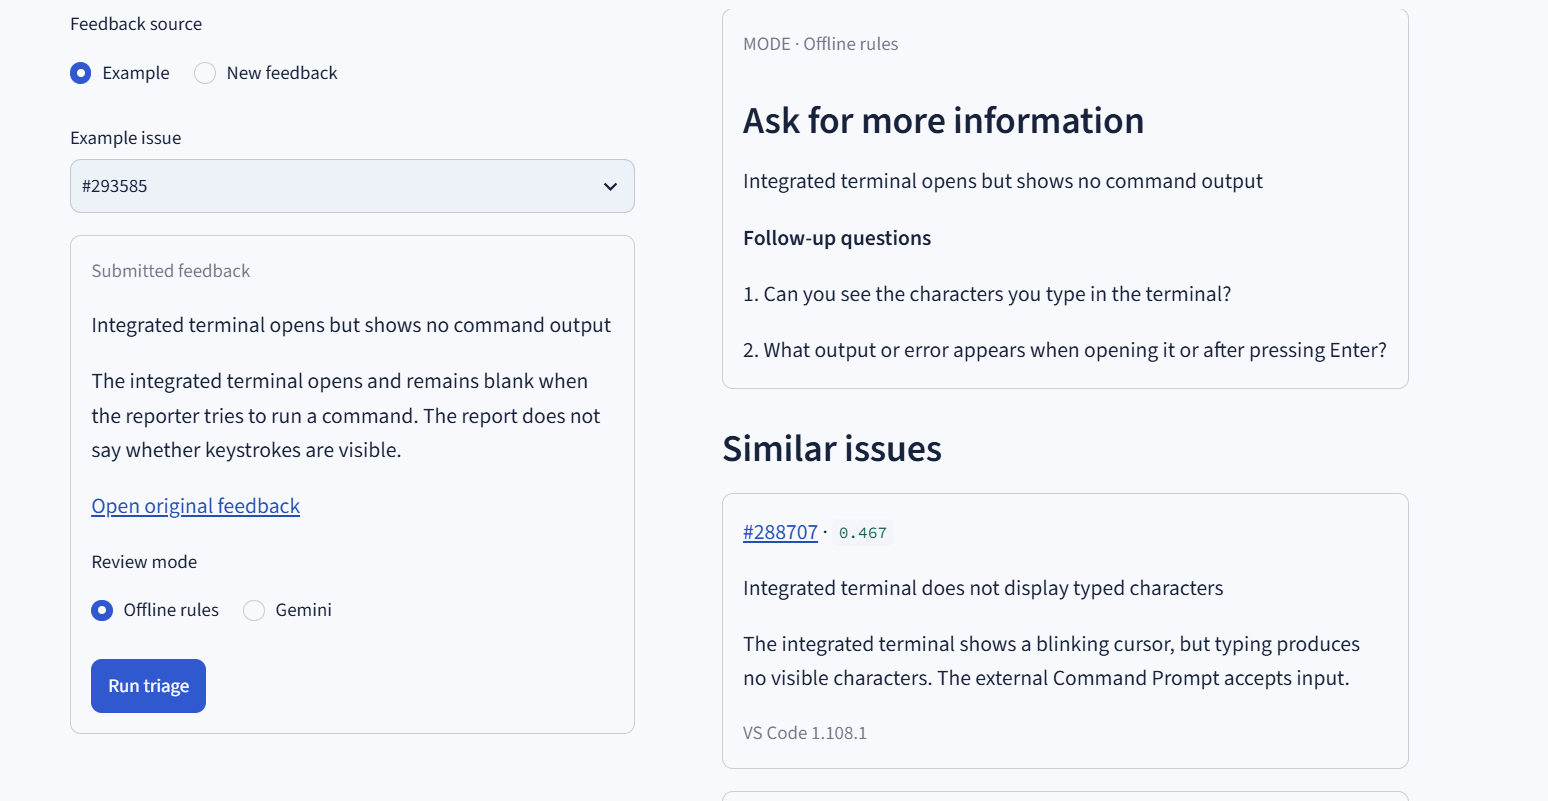 Feedback source
Example
New feedback
Example issue
#293585
Submitted feedback
Integrated terminal opens but shows no command output
The integrated terminal opens and remains blank when
the reporter tries to run a command. The report does not
say whether keystrokes are visible.
Open original feedback
Review mode
Offline rules
Gemini
Run triage
MODE · Offline rules
Ask for more information
Integrated terminal opens but shows no command output
Follow-up questions
1. Can you see the characters you type in the terminal?
2. What output or error appears when opening it or after pressing Enter?
Similar issues
#288707 · 0.467
Integrated terminal does not display typed characters
The integrated terminal shows a blinking cursor, but typing produces
no visible characters. The external Command Prompt accepts input.
VS Code 1.108.1